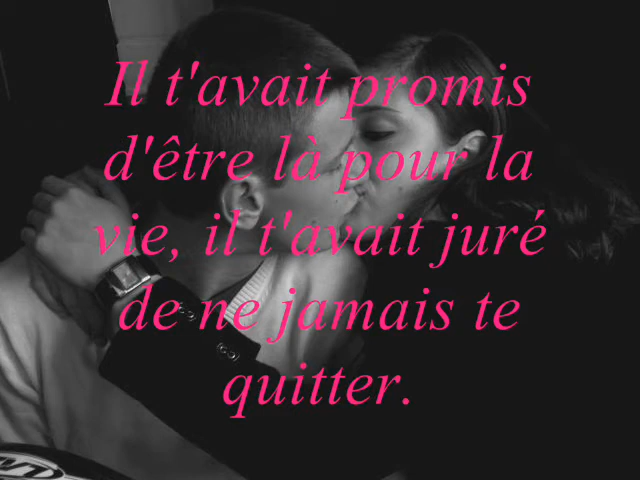 Il t'avait promis
d'être là pour la
vie, il t'avait juré
de ne jamais te
quitter.